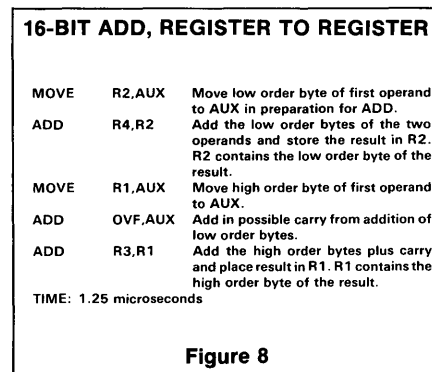 16-BIT ADD, REGISTER TO REGISTER
MOVE R2,AUX Move low order byte of first operand
to AUX in preparation for ADD.
ADD R4,R2 Add the low order bytes of the two
operands and store the result in R2.
R2 contains the low order byte of the
result.
MOVE R1,AUX Move high order byte of first operand
to AUX.
ADD OVF,AUX Add in possible carry from addition of
low order bytes.
ADD R3,R1 Add the high order bytes plus carry
and place result in R1. R1 contains the
high order byte of the result.
TIME: 1.25 microseconds
Figure 8